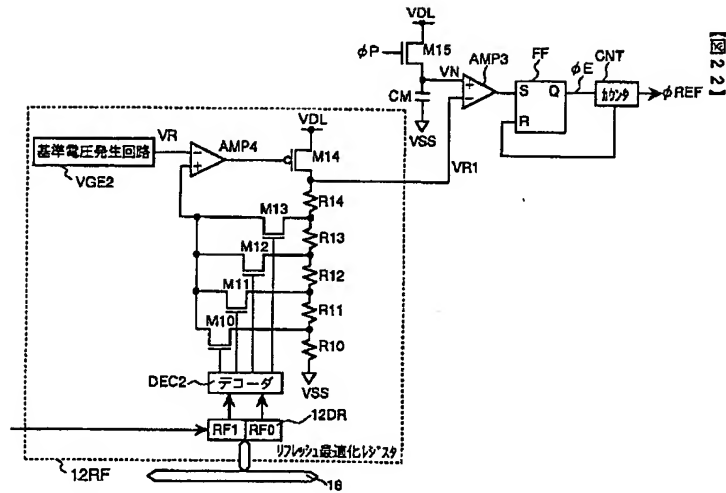 【図22】
VDL
φP
M15
VN
AMP3
FF
CNT
CM
VSS
S
Q
R
φE
カウンタ
φREF
VR1
基準電圧発生回路
VGE2
VR
AMP4
VDL
M14
R14
M13
R13
M12
R12
M11
R11
M10
R10
DEC2
デコーダ
VSS
12DR
RF1
RF0
リフレッシュ最適化レジスタ
12RF
16